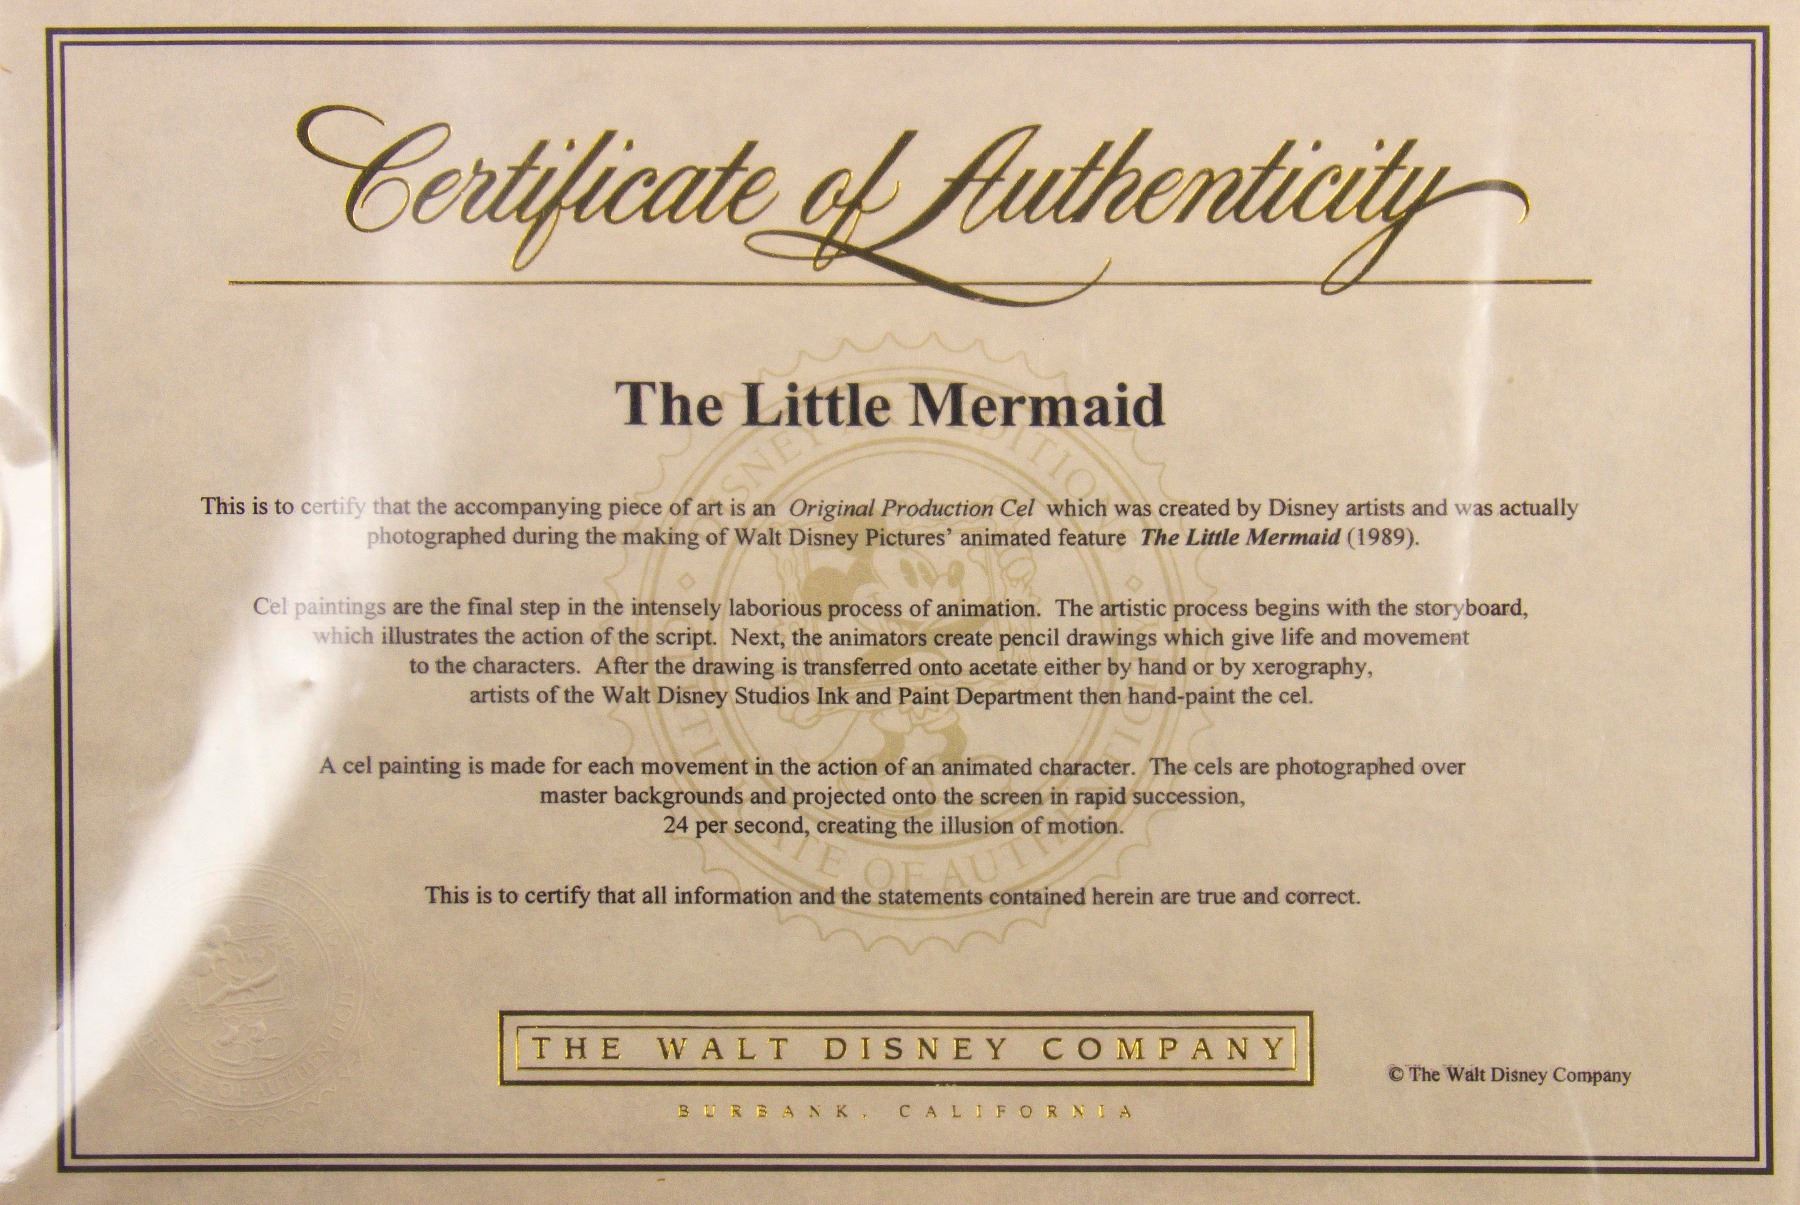 Certificate of Authenticity
The Little Mermaid
This is to certify that the accompanying piece of art is an Original Production Cel which was created by Disney artists and was actually
photographed during the making of Walt Disney Pictures' animated feature The Little Mermaid (1989).
Cel paintings are the final step in the intensely laborious process of animation. The artistic process begins with the storyboard,
which illustrates the action of the script. Next, the animators create pencil drawings which give life and movement
to the characters. After the drawing is transferred onto acetate either by hand or by xerography,
artists of the Walt Disney Studios Ink and Paint Department then hand-paint the cel.
A cel painting is made for each movement in the action of an animated character. The cels are photographed over
master backgrounds and projected onto the screen in rapid succession,
24 per second, creating the illusion of motion.
This is to certify that all information and the statements contained herein are true and correct.
THE WALT DISNEY COMPANY
© The Walt Disney Company
BURBANK, CALIFORNIA